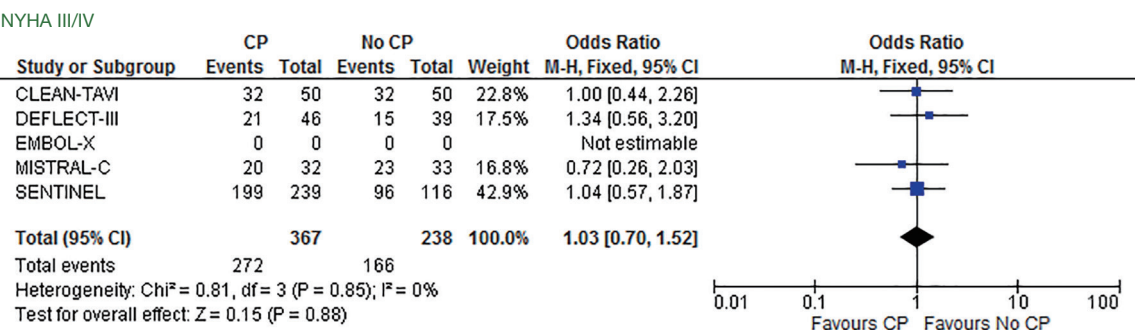 NYHA III/IV
CP No CP Odds Ratio Odds Ratio
Study or Subgroup Events Total Events Total Weight M-H, Fixed, 95% CI M-H, Fixed, 95% CI
CLEAN-TAVI 32 50 32 50 22.8% 1.00 [0.44, 2.26]
DEFLECT-III 21 46 15 39 17.5% 1.34 [0.56, 3.20]
EMBOL-X 0 0 0 0 Not estimable
MISTRAL-C 20 32 23 33 16.8% 0.72 [0.26, 2.03]
SENTINEL 199 239 96 116 42.9% 1.04 [0.57, 1.87]
Total (95% CI) 367 238 100.0% 1.03 [0.70, 1.52]
Total events 272 166
Heterogeneity: Chi² = 0.81, df = 3 (P = 0.85); I² = 0%
Test for overall effect: Z = 0.15 (P = 0.88)
0.01 0.1 1 10 100
Favours CP Favours No CP